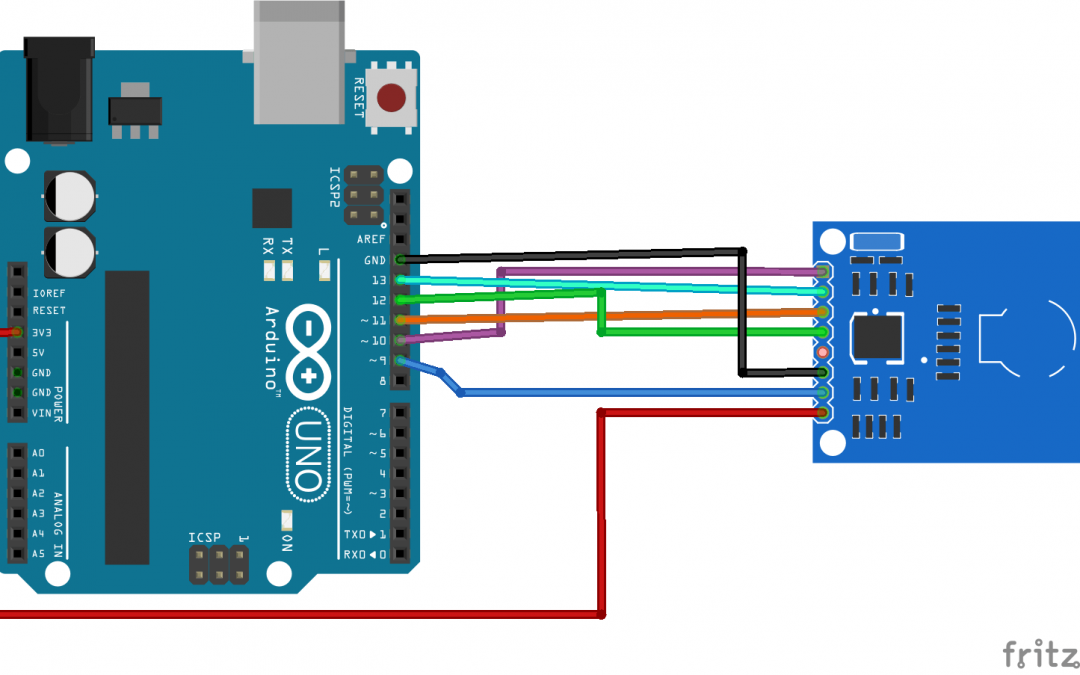 RESET
ICSP2
AREF
GND
13
12
~11
~10
~9
8
7
~6
~5
4
~3
2
TX0▶1
RX0◀0
RX
TX
L
Arduino™
UNO
DIGITAL (PWM=~)
IOREF
RESET
3V3
5V
GND
GND
VIN
POWER
A0
A1
A2
A3
A4
A5
ANALOG IN
ICSP
1
ON
fritz